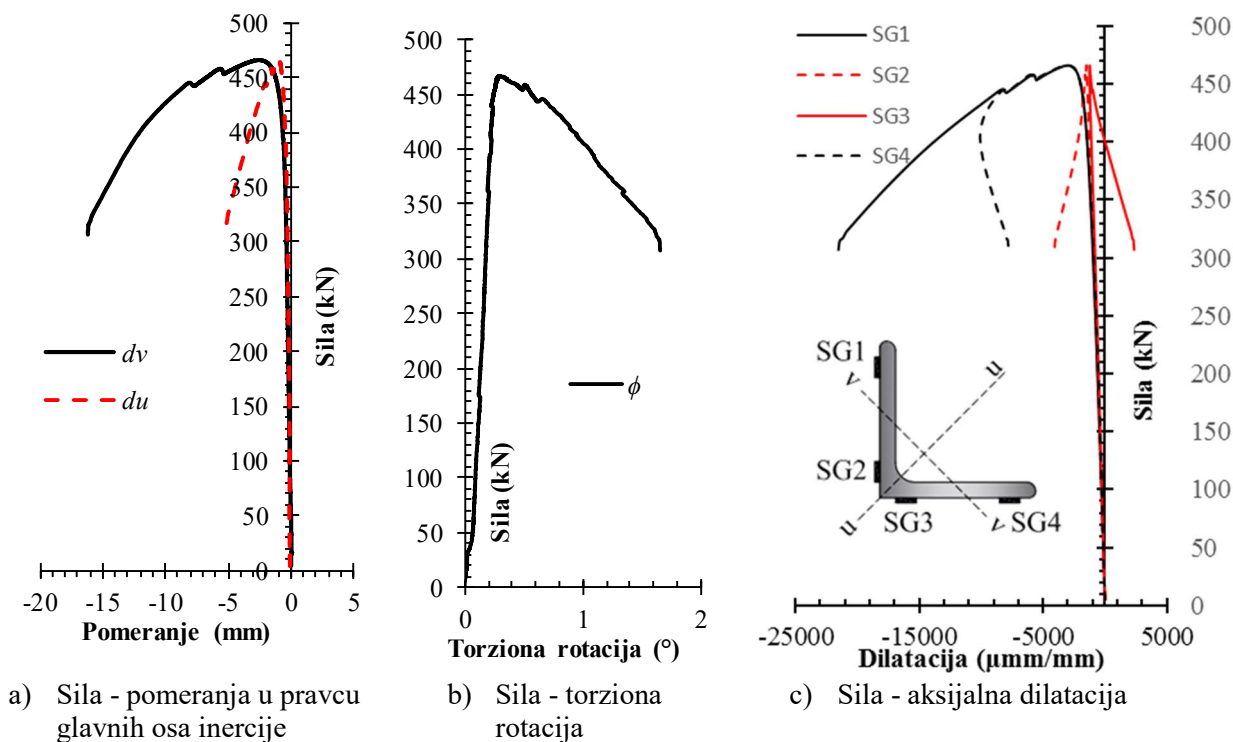 500
450
400
350
300
250
200
150
100
50
0
Sila (kN)
dv
du
-20 -15 -10 -5 0 5
Pomeranje (mm)
500
450
400
350
300
250
200
150
100
50
0
Sila (kN)
ϕ
0 1 2
Torziona rotacija (°)
SG1
SG2
SG3
SG4
500
450
400
350
300
250
200
150
100
50
0
Sila (kN)
SG1
v
u
SG2
u
SG3
v
SG4
-25000 -15000 -5000 5000
Dilatacija (µmm/mm)
a) Sila - pomeranja u pravcu
glavnih osa inercije
b) Sila - torziona
rotacija
c) Sila - aksijalna dilatacija